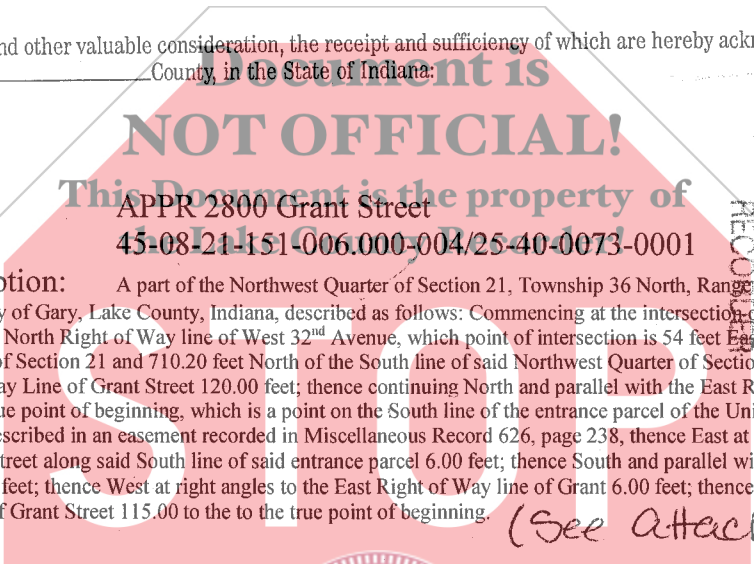 nd other valuable consideration, the receipt and sufficiency of which are hereby ackn
County, in the State of Indiana:
Document is
NOT OFFICIAL!
This Document is the property of
the Lake County Recorder!
APPR 2800 Grant Street
45-08-21-151-006.000-004/25-40-0073-0001
RECORDER
ption: A part of the Northwest Quarter of Section 21, Township 36 North, Range
y of Gary, Lake County, Indiana, described as follows: Commencing at the intersection o
North Right of Way line of West 32nd Avenue, which point of intersection is 54 feet Eas
of Section 21 and 710.20 feet North of the South line of said Northwest Quarter of Sectio
ay Line of Grant Street 120.00 feet; thence continuing North and parallel with the East R
ue point of beginning, which is a point on the South line of the entrance parcel of the Uni
escribed in an easement recorded in Miscellaneous Record 626, page 238, thence East at
treet along said South line of said entrance parcel 6.00 feet; thence South and parallel wi
feet; thence West at right angles to the East Right of Way line of Grant 6.00 feet; thence
f Grant Street 115.00 to the to the true point of beginning.
(See Attac
STOP